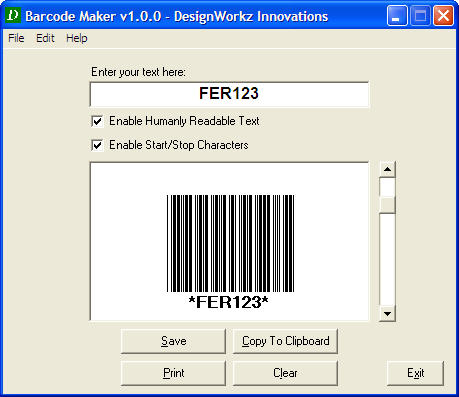 Barcode Maker v1.0.0 - DesignWorkz Innovations
File Edit Help
Enter your text here:
FER123
Enable Humanly Readable Text
Enable Start/Stop Characters
*FER123*
Save Copy To Clipboard
Print Clear Exit